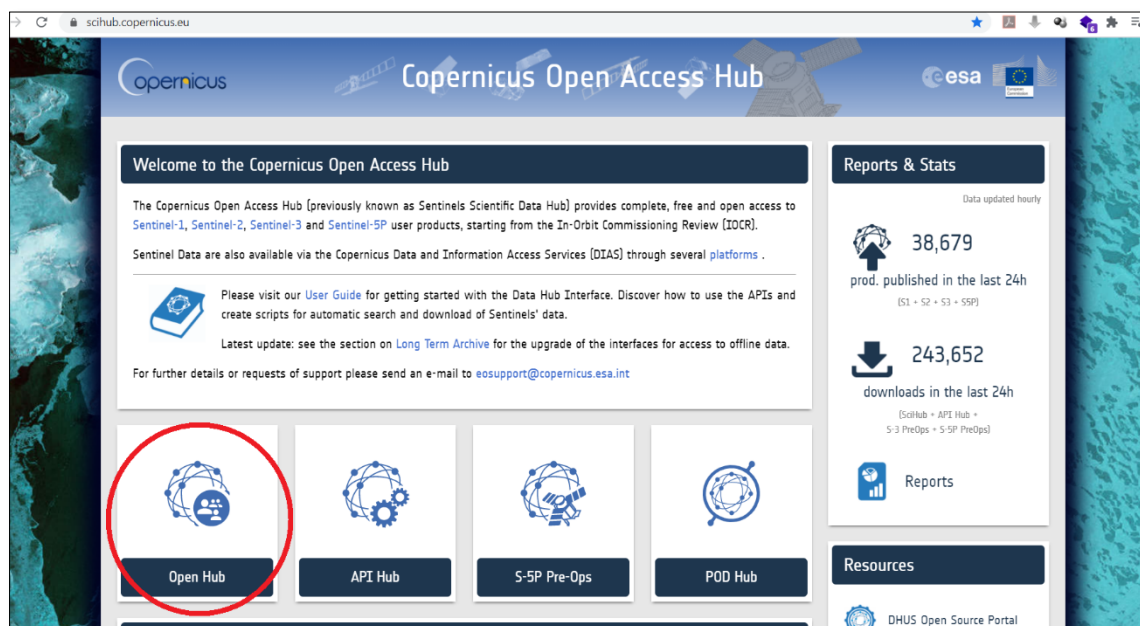 scihub.copernicus.eu
6
opernicus
Copernicus Open Access Hub
esa
European
Commission
Welcome to the Copernicus Open Access Hub
The Copernicus Open Access Hub (previously known as Sentinels Scientific Data Hub) provides complete, free and open access to
Sentinel-1, Sentinel-2, Sentinel-3 and Sentinel-5P user products, starting from the In-Orbit Commissioning Review (IOCR).
Sentinel Data are also available via the Copernicus Data and Information Access Services (DIAS) through several platforms .
Please visit our User Guide for getting started with the Data Hub Interface. Discover how to use the APIs and
create scripts for automatic search and download of Sentinels' data.
Latest update: see the section on Long Term Archive for the upgrade of the interfaces for access to offline data.
For further details or requests of support please send an e-mail to eosupport@copernicus.esa.int
Open Hub
API Hub
S-5P Pre-Ops
POD Hub
Reports & Stats
Data updated hourly
38,679
prod. published in the last 24h
(S1 + S2 + S3 + S5P)
243,652
downloads in the last 24h
(SciHub + API Hub +
S-3 PreOps + S-5P PreOps)
Reports
Resources
DHUS Open Source Portal